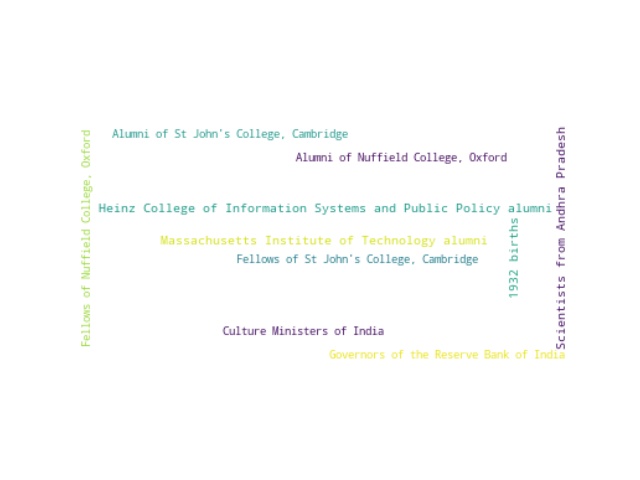 Alumni of St John's College, Cambridge
Alumni of Nuffield College, Oxford
Fellows of Nuffield College, Oxford
Scientists from Andhra Pradesh
Heinz College of Information Systems and Public Policy alumni
1932 births
Massachusetts Institute of Technology alumni
Fellows of St John's College, Cambridge
Culture Ministers of India
Governors of the Reserve Bank of India